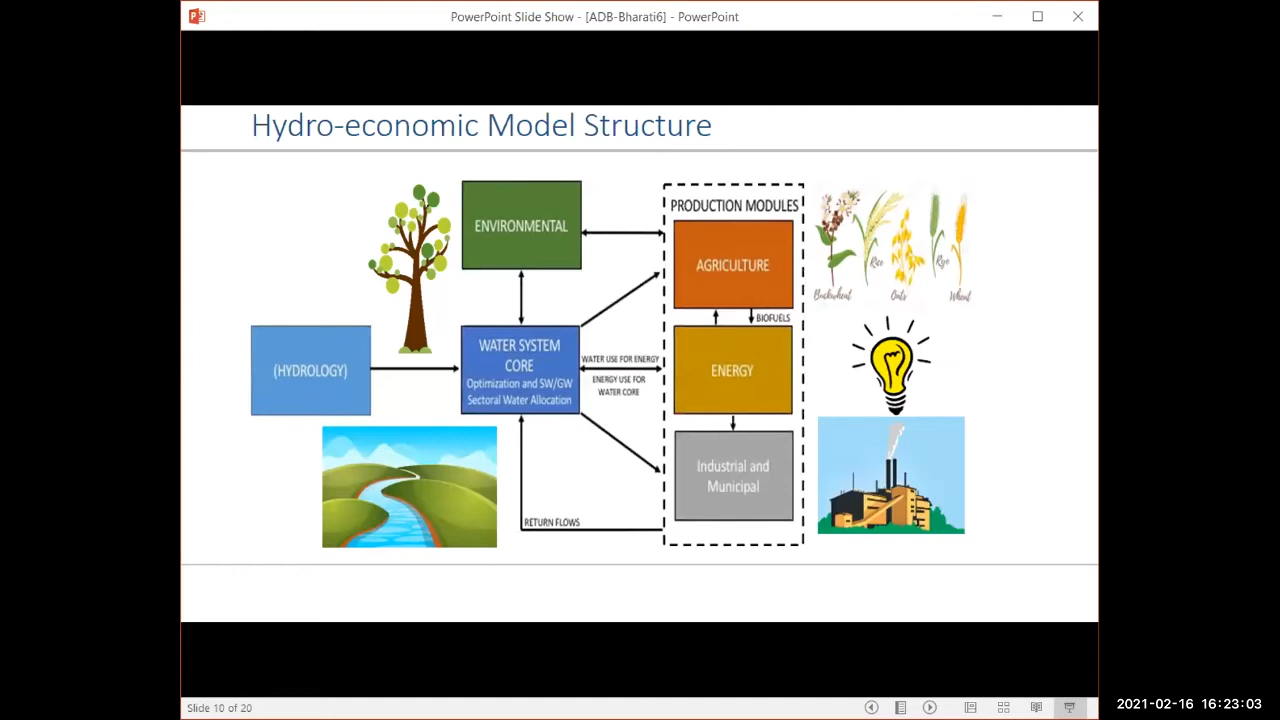 PowerPoint Slide Show - [ADB-Bharati6] - PowerPoint
Hydro-economic Model Structure
ENVIRONMENTAL
PRODUCTION MODULES
AGRICULTURE
Buckwheat
Rice
Oats
Rye
Wheat
BIOFUELS
(HYDROLOGY)
WATER SYSTEM
CORE
Optimization and SW/GW
Sectoral Water Allocation
WATER USE FOR ENERGY
ENERGY USE FOR
WATER CORE
ENERGY
Industrial and
Municipal
RETURN FLOWS
Slide 10 of 20
2021-02-16 16:23:03